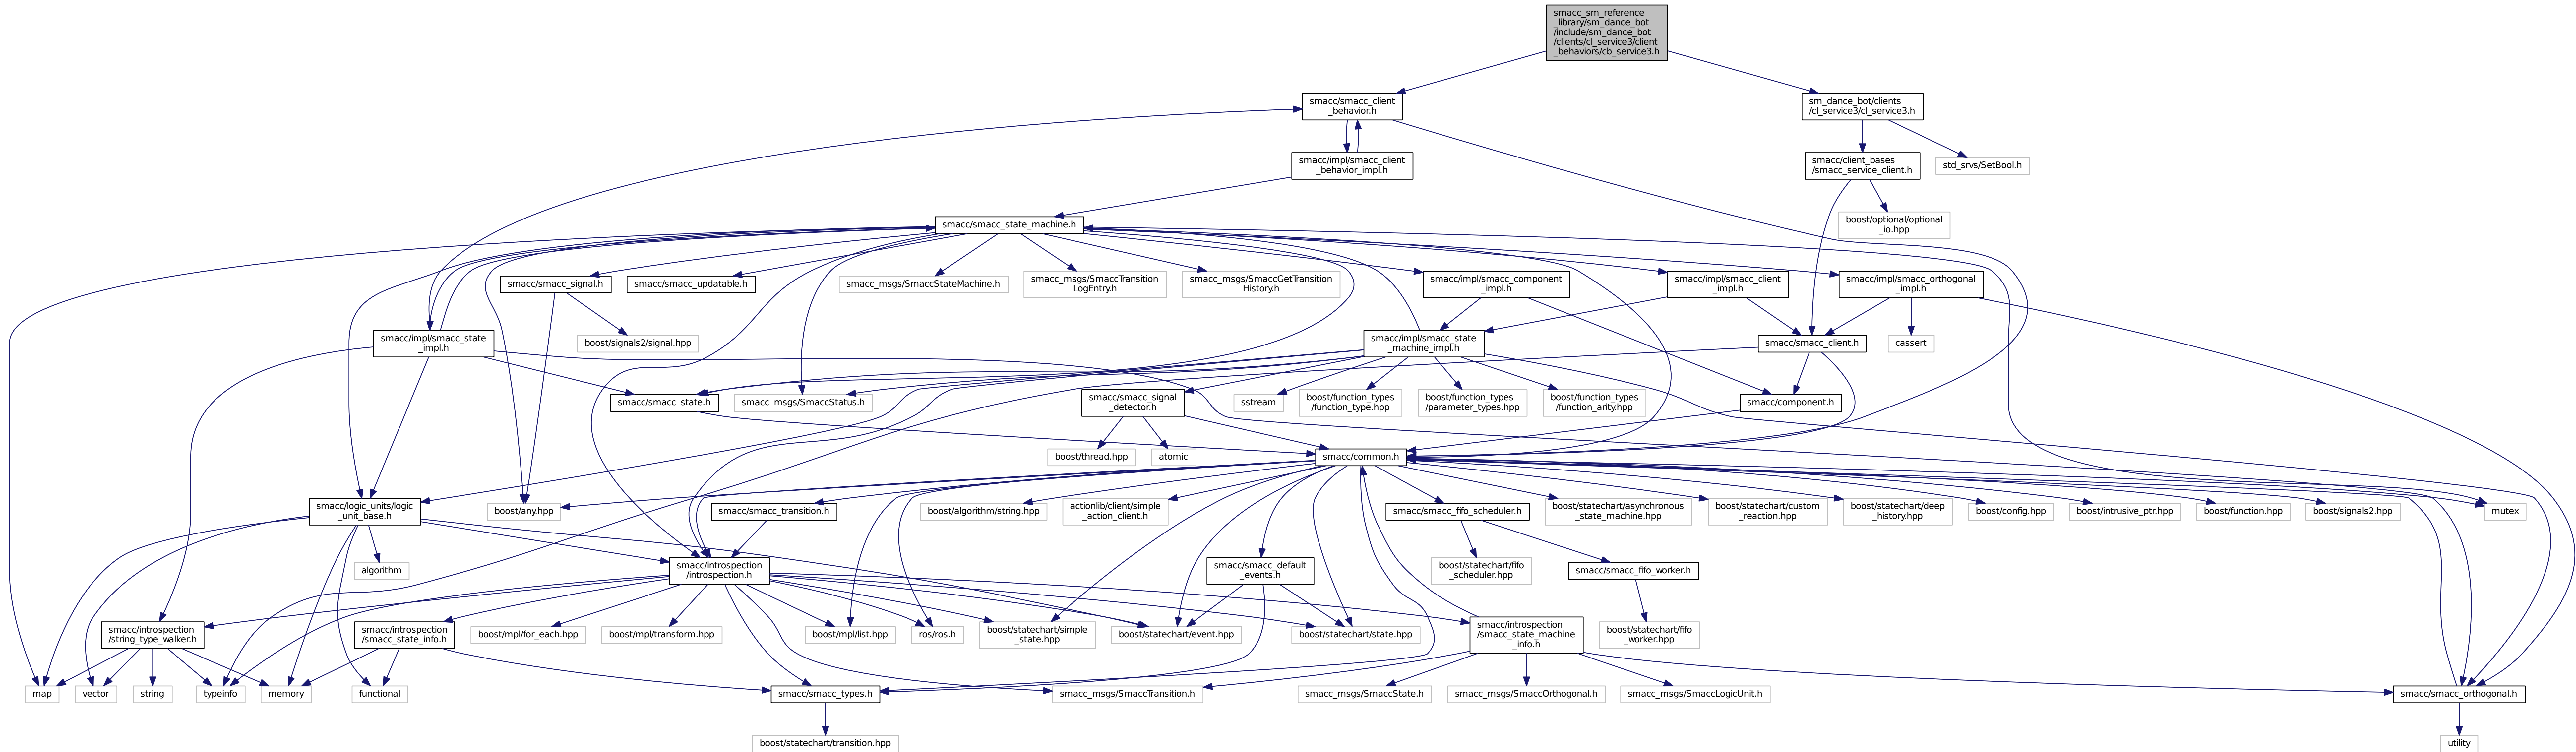 smacc_sm_reference
_library/sm_dance_bot
/include/sm_dance_bot
/clients/cl_service3/client
_behaviors/cb_service3.h
smacc/smacc_client
_behavior.h
sm_dance_bot/clients
/cl_service3/cl_service3.h
smacc/impl/smacc_client
_behavior_impl.h
smacc/client_bases
/smacc_service_client.h
std_srvs/SetBool.h
smacc/smacc_state_machine.h
boost/optional/optional
_io.hpp
smacc/smacc_signal.h
smacc/smacc_updatable.h
smacc_msgs/SmaccStateMachine.h
smacc_msgs/SmaccTransition
LogEntry.h
smacc_msgs/SmaccGetTransition
History.h
smacc/impl/smacc_component
_impl.h
smacc/impl/smacc_client
_impl.h
smacc/impl/smacc_orthogonal
_impl.h
smacc/impl/smacc_state
_impl.h
boost/signals2/signal.hpp
smacc/impl/smacc_state
_machine_impl.h
smacc/smacc_client.h
cassert
smacc/smacc_state.h
smacc_msgs/SmaccStatus.h
smacc/smacc_signal
_detector.h
sstream
boost/function_types
/function_type.hpp
boost/function_types
/parameter_types.hpp
boost/function_types
/function_arity.hpp
smacc/component.h
boost/thread.hpp
atomic
smacc/common.h
smacc/logic_units/logic
_unit_base.h
boost/any.hpp
smacc/smacc_transition.h
boost/algorithm/string.hpp
actionlib/client/simple
_action_client.h
smacc/smacc_fifo_scheduler.h
boost/statechart/asynchronous
_state_machine.hpp
boost/statechart/custom
_reaction.hpp
boost/statechart/deep
_history.hpp
boost/config.hpp
boost/intrusive_ptr.hpp
boost/function.hpp
boost/signals2.hpp
mutex
algorithm
smacc/introspection
/introspection.h
smacc/smacc_default
_events.h
boost/statechart/fifo
_scheduler.hpp
smacc/smacc_fifo_worker.h
smacc/introspection
/string_type_walker.h
smacc/introspection
/smacc_state_info.h
boost/mpl/for_each.hpp
boost/mpl/transform.hpp
boost/mpl/list.hpp
ros/ros.h
boost/statechart/simple
_state.hpp
boost/statechart/event.hpp
boost/statechart/state.hpp
smacc/introspection
/smacc_state_machine
_info.h
boost/statechart/fifo
_worker.hpp
map
vector
string
typeinfo
memory
functional
smacc/smacc_types.h
smacc_msgs/SmaccTransition.h
smacc_msgs/SmaccState.h
smacc_msgs/SmaccOrthogonal.h
smacc_msgs/SmaccLogicUnit.h
smacc/smacc_orthogonal.h
boost/statechart/transition.hpp
utility